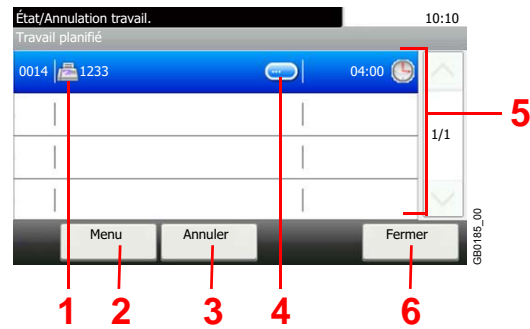 État/Annulation travail. 10:10
Travail planifié
0014 1233 ... 04:00
5
1/1
Menu Annuler Fermer
GB0185_00
1 2 3 4 6